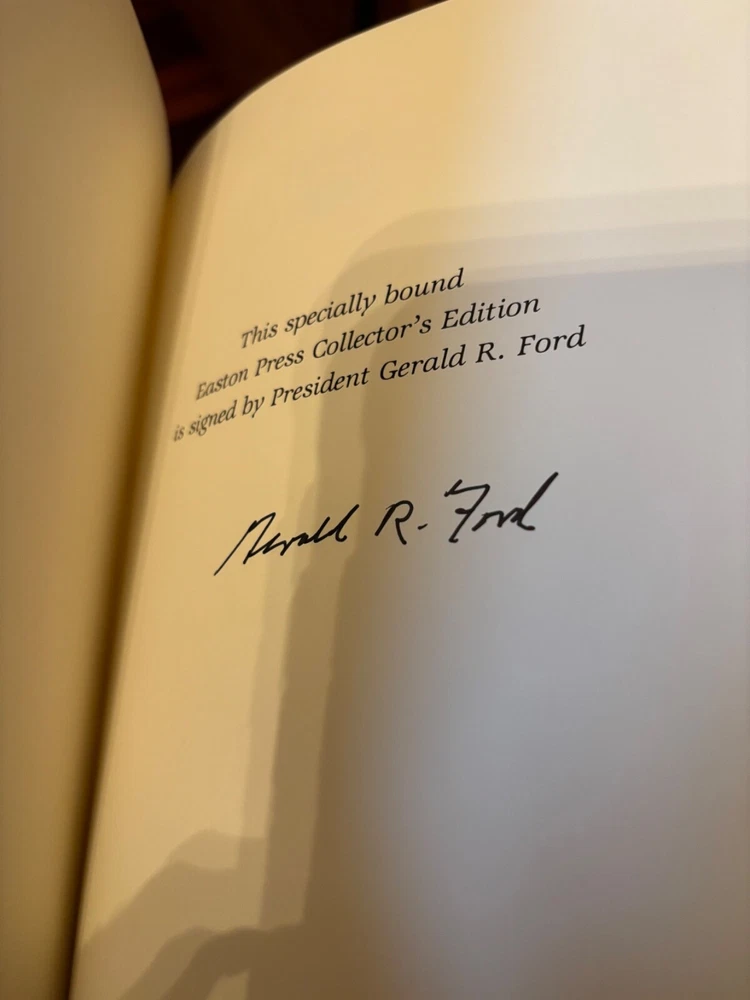 This specially bound
Easton Press Collector’s Edition
is signed by President Gerald R. Ford
Gerald R. Ford